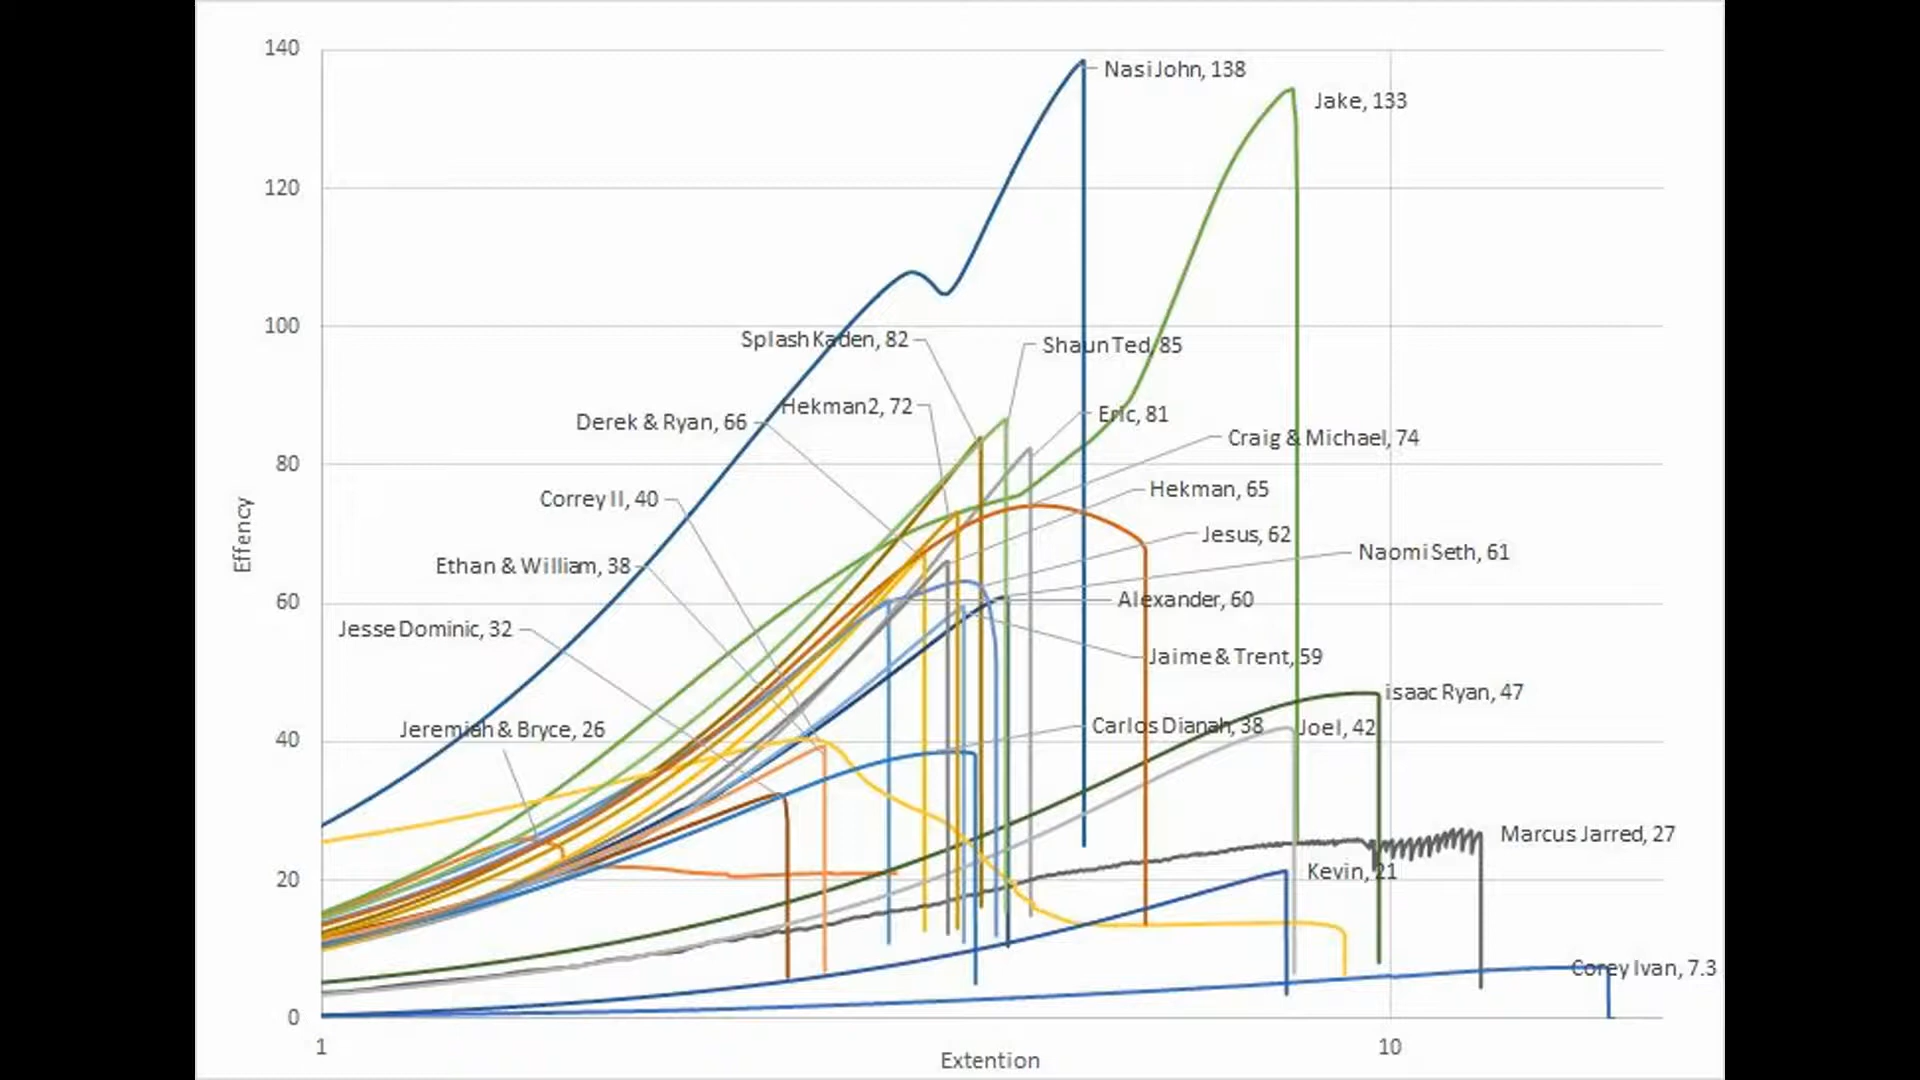 140
Nasi John, 138
Jake, 133
120
100
Splash Kaden, 82
Shaun Ted, 85
Hekman2, 72
Eric, 81
Derek & Ryan, 66
Craig & Michael, 74
80
Hekman, 65
Correy II, 40
Jesus, 62
Naomi Seth, 61
Effency
Ethan & William, 38
60
Alexander, 60
Jesse Dominic, 32
Jaime & Trent, 59
isaac Ryan, 47
Jeremiah & Bryce, 26
Carlos Dianah, 38
Joel, 42
40
Marcus Jarred, 27
Kevin, 21
20
Corey Ivan, 7.3
0
1
10
Extention